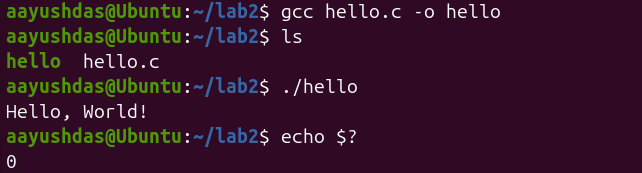 aayushdas@Ubuntu:~/lab2$ gcc hello.c -o hello
aayushdas@Ubuntu:~/lab2$ ls
hello  hello.c
aayushdas@Ubuntu:~/lab2$ ./hello
Hello, World!
aayushdas@Ubuntu:~/lab2$ echo $?
0